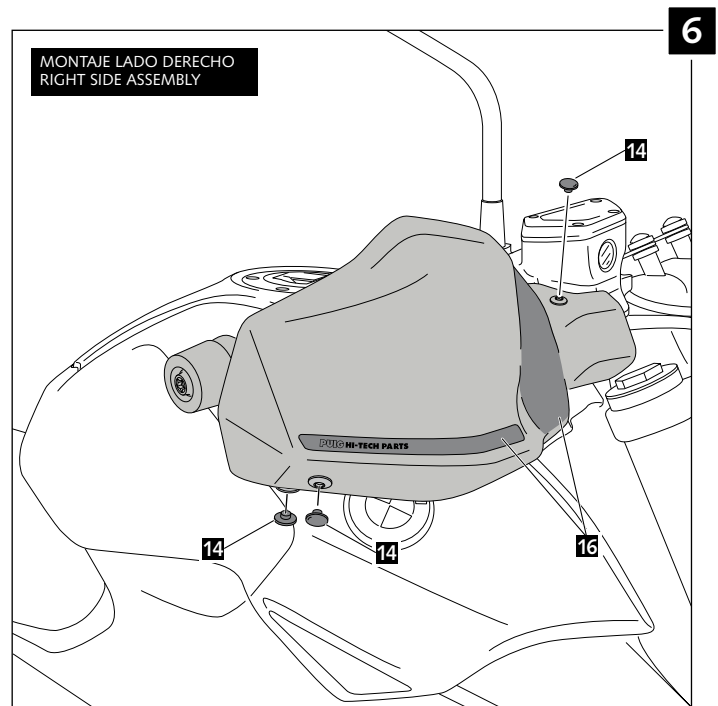 6
MONTAJE LADO DERECHO
RIGHT SIDE ASSEMBLY
14
PUIG HI-TECH PARTS
14
14
16